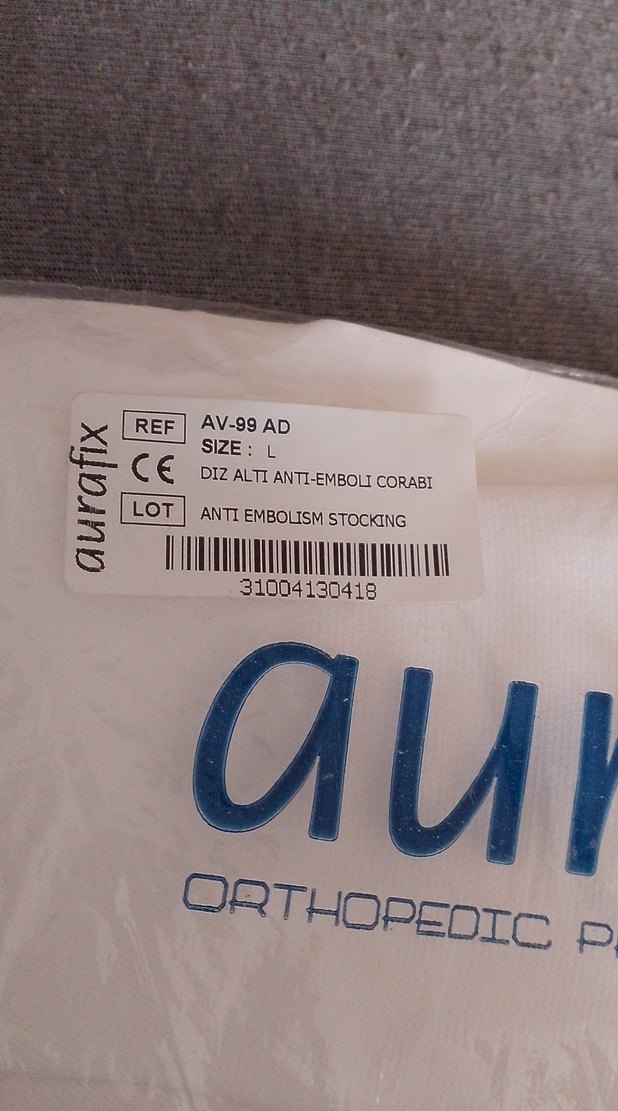 aurafix
REF AV-99 AD
SIZE : L
CE DIZ ALTI ANTI-EMBOLI CORABI
LOT ANTI EMBOLISM STOCKING
31004130418
aur
ORTHOPEDIC